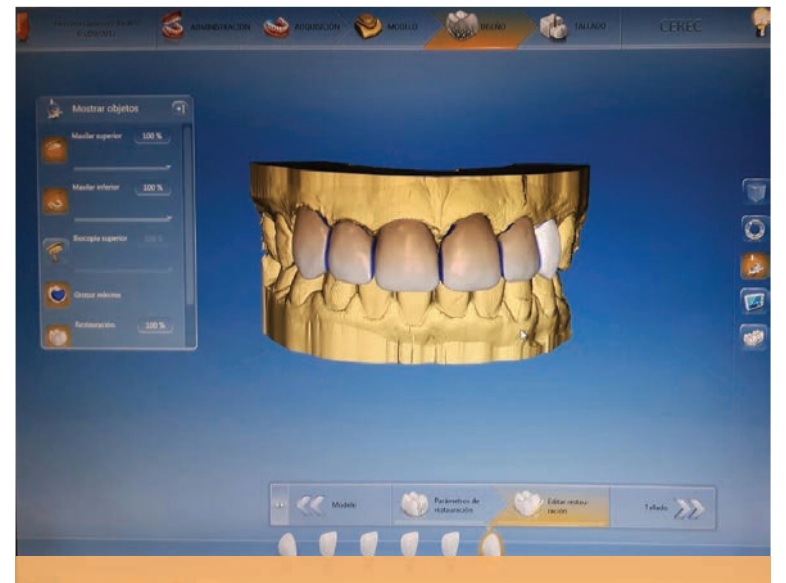 ADMINISTRACIÓN
ADQUISICIÓN
MODELO
DISEÑO
TALLADO
CEREC
Mostrar objetos
Maxilar superior 100 %
Maxilar inferior 100 %
Biocopia superior 100 %
Grosor mínimo
Restauración 100 %
Modelo
Parámetros de
restauración
Editar restau-
ración
Tallado